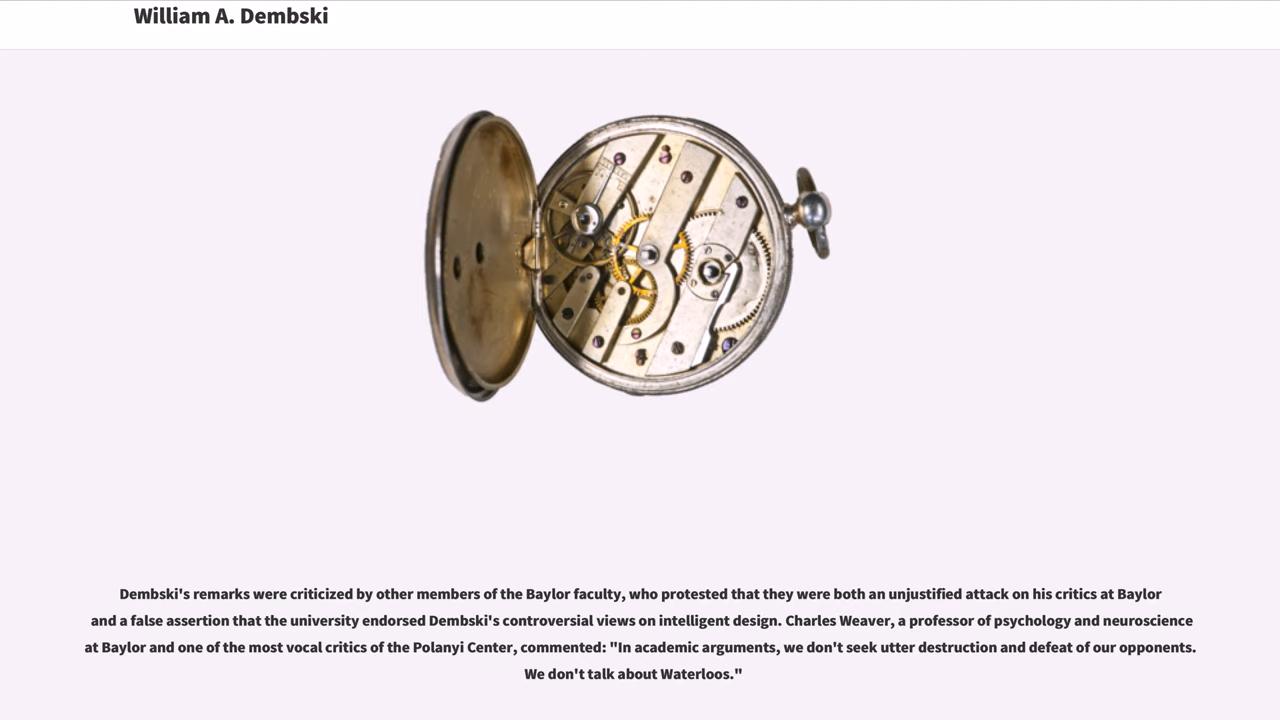 William A. Dembski
Dembski's remarks were criticized by other members of the Baylor faculty, who protested that they were both an unjustified attack on his critics at Baylor
and a false assertion that the university endorsed Dembski's controversial views on intelligent design. Charles Weaver, a professor of psychology and neuroscience
at Baylor and one of the most vocal critics of the Polanyi Center, commented: "In academic arguments, we don't seek utter destruction and defeat of our opponents.
We don't talk about Waterloos."